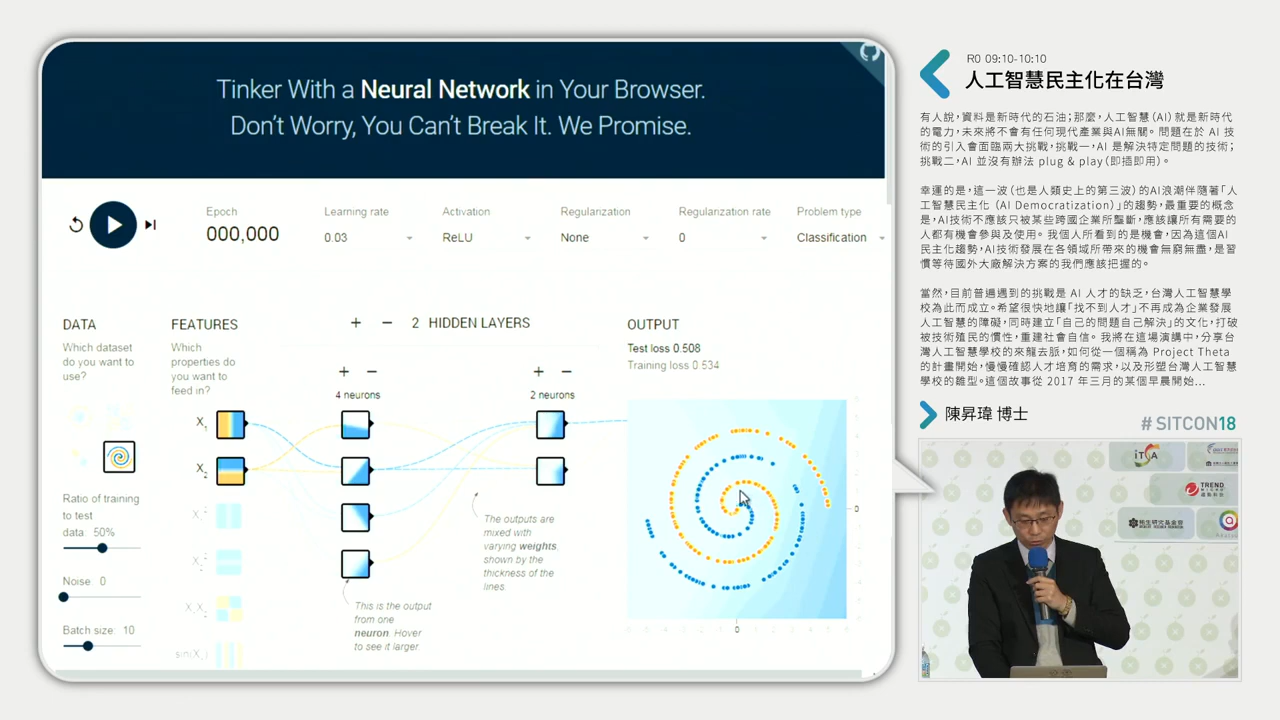 Tinker With a Neural Network in Your Browser.
Don't Worry, You Can't Break It. We Promise.
Epoch
000,000
Learning rate
0.03
Activation
ReLU
Regularization
None
Regularization rate
0
Problem type
Classification
DATA
Which dataset
do you want to
use?
Ratio of training
to test
data: 50%
Noise: 0
Batch size: 10
FEATURES
Which
properties do
you want to
feed in?
X1
X2
X1²
X2²
X1X2
sin(X1)
+ − 2 HIDDEN LAYERS
+ −
4 neurons
+ −
2 neurons
This is the output
from one
neuron. Hover
to see it larger
The outputs are
mixed with
varying weights,
shown by the
thickness of the
lines.
OUTPUT
Test loss 0.508
Training loss 0.534
0
0
R0 09:10-10:10
人工智慧民主化在台灣
有人說，資料是新時代的石油；那麼，人工智慧（AI）就是新時代
的電力，未來將不會有任何現代產業與AI無關。問題在於 AI 技
術的引入會面臨兩大挑戰，挑戰一，AI 是解決特定問題的技術；
挑戰二，AI 並沒有辦法 plug & play（即插即用）。
幸運的是，這一波（也是人類史上的第三波）的AI浪潮伴隨著「人
工智慧民主化（AI Democratization）」的趨勢，最重要的概念
是，AI技術不應該只被某些跨國企業所壟斷，應該讓所有需要的
人都有機會參與及使用。我個人所看到的是機會，因為這個AI
民主化趨勢，AI技術發展在各領域所帶來的機會無窮無盡，是習
慣等待國外大廠解決方案的我們應該把握的。
當然，目前普遍遇到的挑戰是 AI 人才的缺乏，台灣人工智慧學
校為此而成立。希望很快地讓「找不到人才」不再成為企業發展
人工智慧的障礙，同時建立「自己的問題自己解決」的文化，打破
被技術殖民的慣性，重建社會自信。我將在這場演講中，分享台
灣人工智慧學校的來龍去脈，如何從一個稱為 Project Theta
的計畫開始，慢慢確認人才培育的需求，以及形塑台灣人工智慧
學校的雛型。這個故事從 2017 年三月的某個早晨開始...
陳昇瑋 博士
# SITCON18
ITSA
TREND
MICRO
趨勢科技